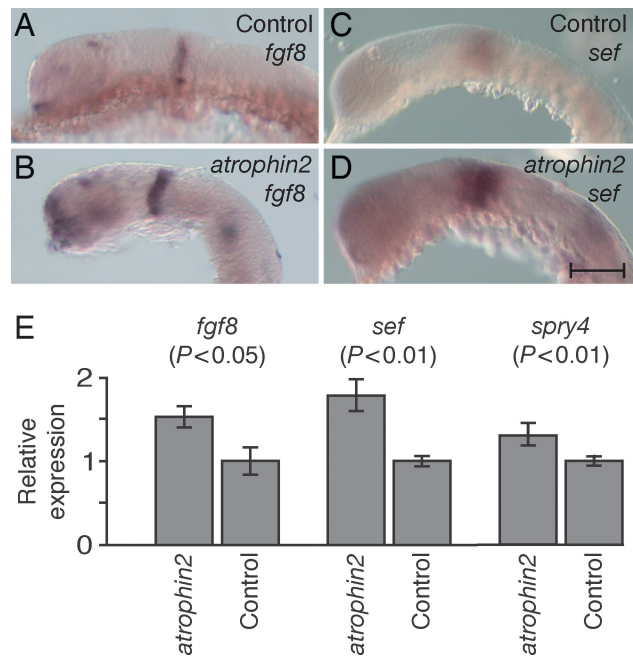 A
Control
fgf8
C
Control
sef
B
atrophin2
fgf8
D
atrophin2
sef
E
fgf8
(P<0.05)
sef
(P<0.01)
spry4
(P<0.01)
Relative
expression
2
1
0
atrophin2
Control
atrophin2
Control
atrophin2
Control